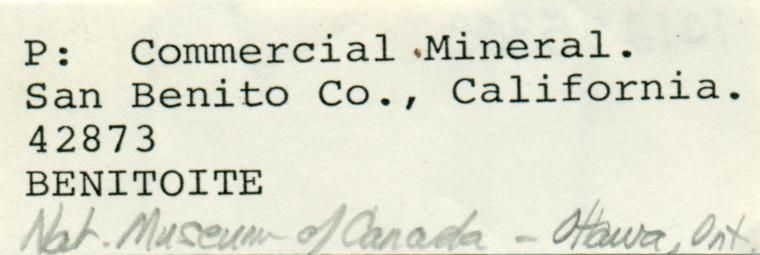 P: Commercial Mineral.
San Benito Co., California.
42873
BENITOITE
Nat. Museum of Canada – Ottawa, Ont.